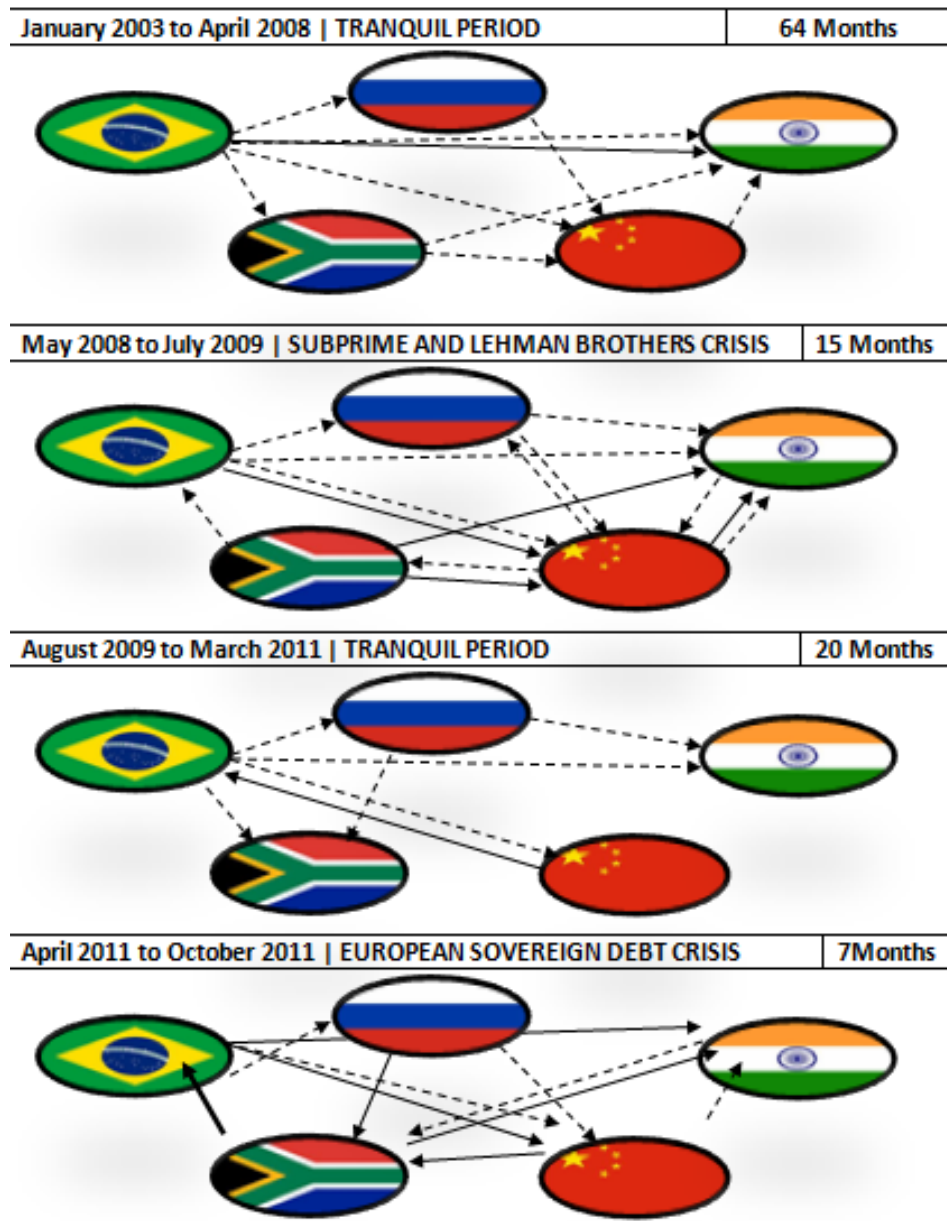 January 2003 to April 2008 | TRANQUIL PERIOD 64 Months
May 2008 to July 2009 | SUBPRIME AND LEHMAN BROTHERS CRISIS 15 Months
August 2009 to March 2011 | TRANQUIL PERIOD 20 Months
April 2011 to October 2011 | EUROPEAN SOVEREIGN DEBT CRISIS 7Months